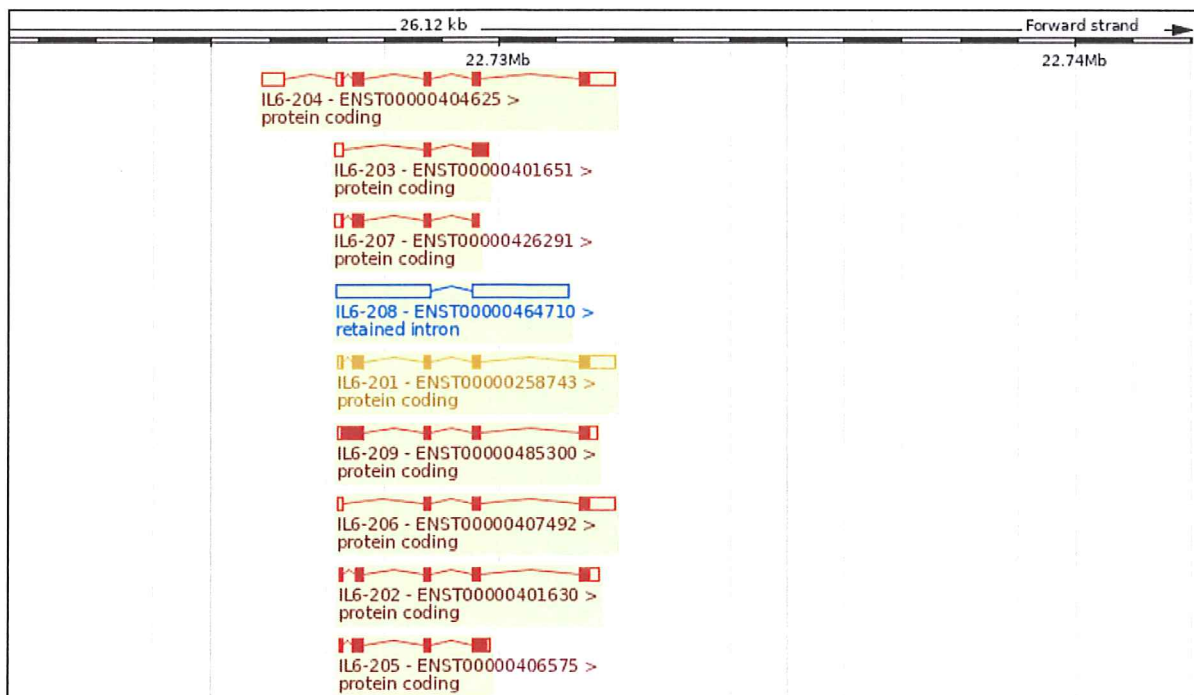 26.12 kb
Forward strand
22.73Mb
22.74Mb
IL6-204 - ENST00000404625 >
protein coding
IL6-203 - ENST00000401651 >
protein coding
IL6-207 - ENST00000426291 >
protein coding
IL6-208 - ENST00000464710 >
retained intron
IL6-201 - ENST00000258743 >
protein coding
IL6-209 - ENST00000485300 >
protein coding
IL6-206 - ENST00000407492 >
protein coding
IL6-202 - ENST00000401630 >
protein coding
IL6-205 - ENST00000406575 >
protein coding